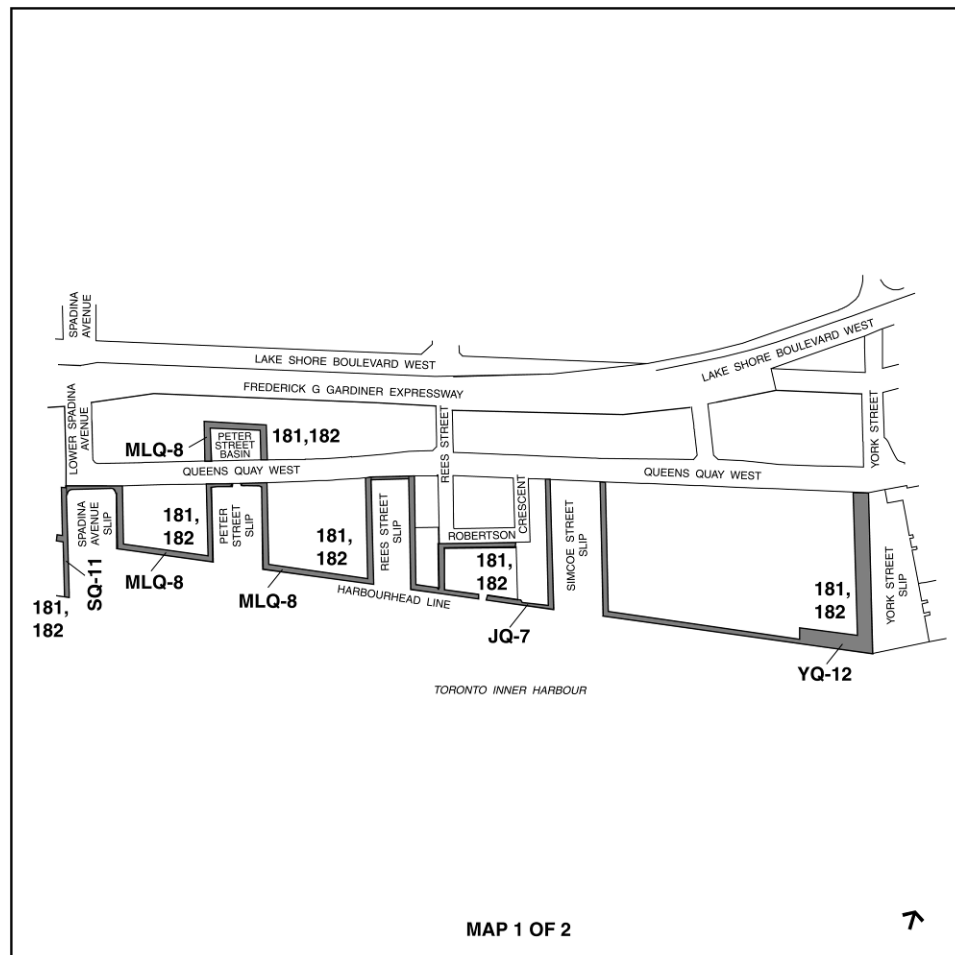 SPADINA
AVENUE
LAKE SHORE BOULEVARD WEST
LAKE SHORE BOULEVARD WEST
FREDERICK G GARDINER EXPRESSWAY
LOWER SPADINA
AVENUE
MLQ-8
PETER
STREET
BASIN
181,182
REES STREET
YORK STREET
QUEENS QUAY WEST
QUEENS QUAY WEST
SPADINA AVENUE
SLIP
181,
182
PETER
STREET
SLIP
181,
182
REES STREET
SLIP
CRESCENT
ROBERTSON
181,
182
SIMCOE STREET
SLIP
181,
182
YORK STREET
SLIP
SQ-11
181,
182
MLQ-8
MLQ-8
HARBOURHEAD LINE
JQ-7
YQ-12
TORONTO INNER HARBOUR
MAP 1 OF 2